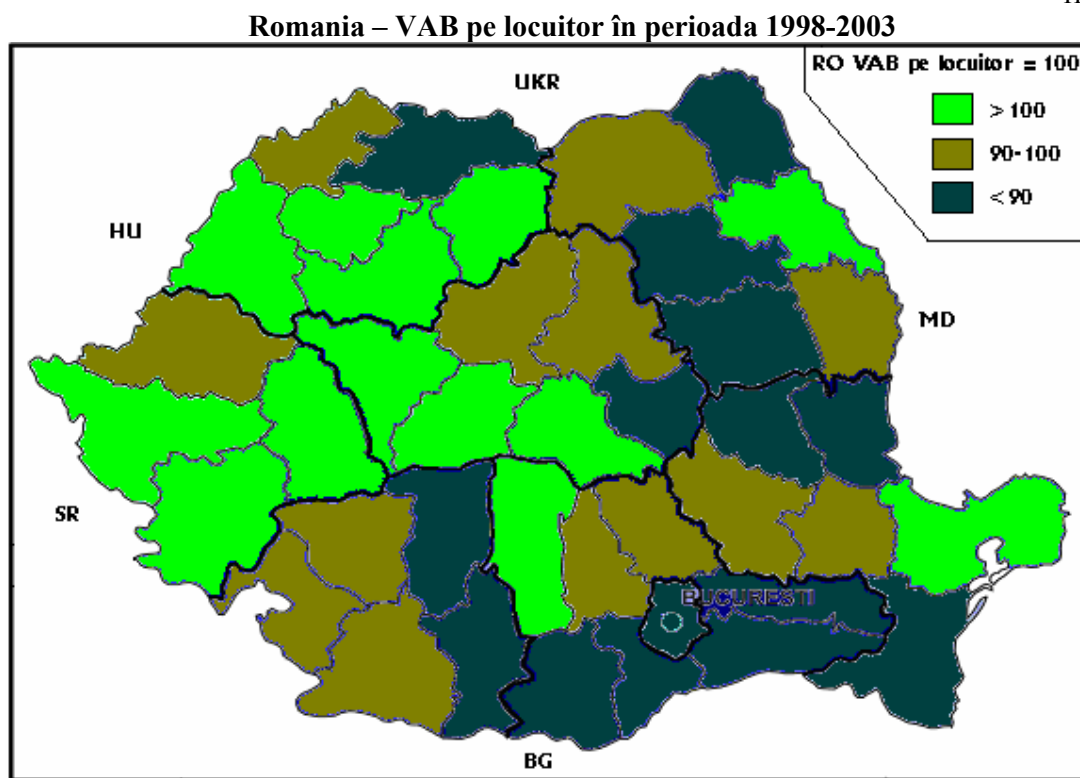 Romania – VAB pe locuitor în perioada 1998-2003
RO VAB pe locuitor = 100
> 100
90-100
< 90
UKR
HU
MD
SR
BUCURESTI
BG